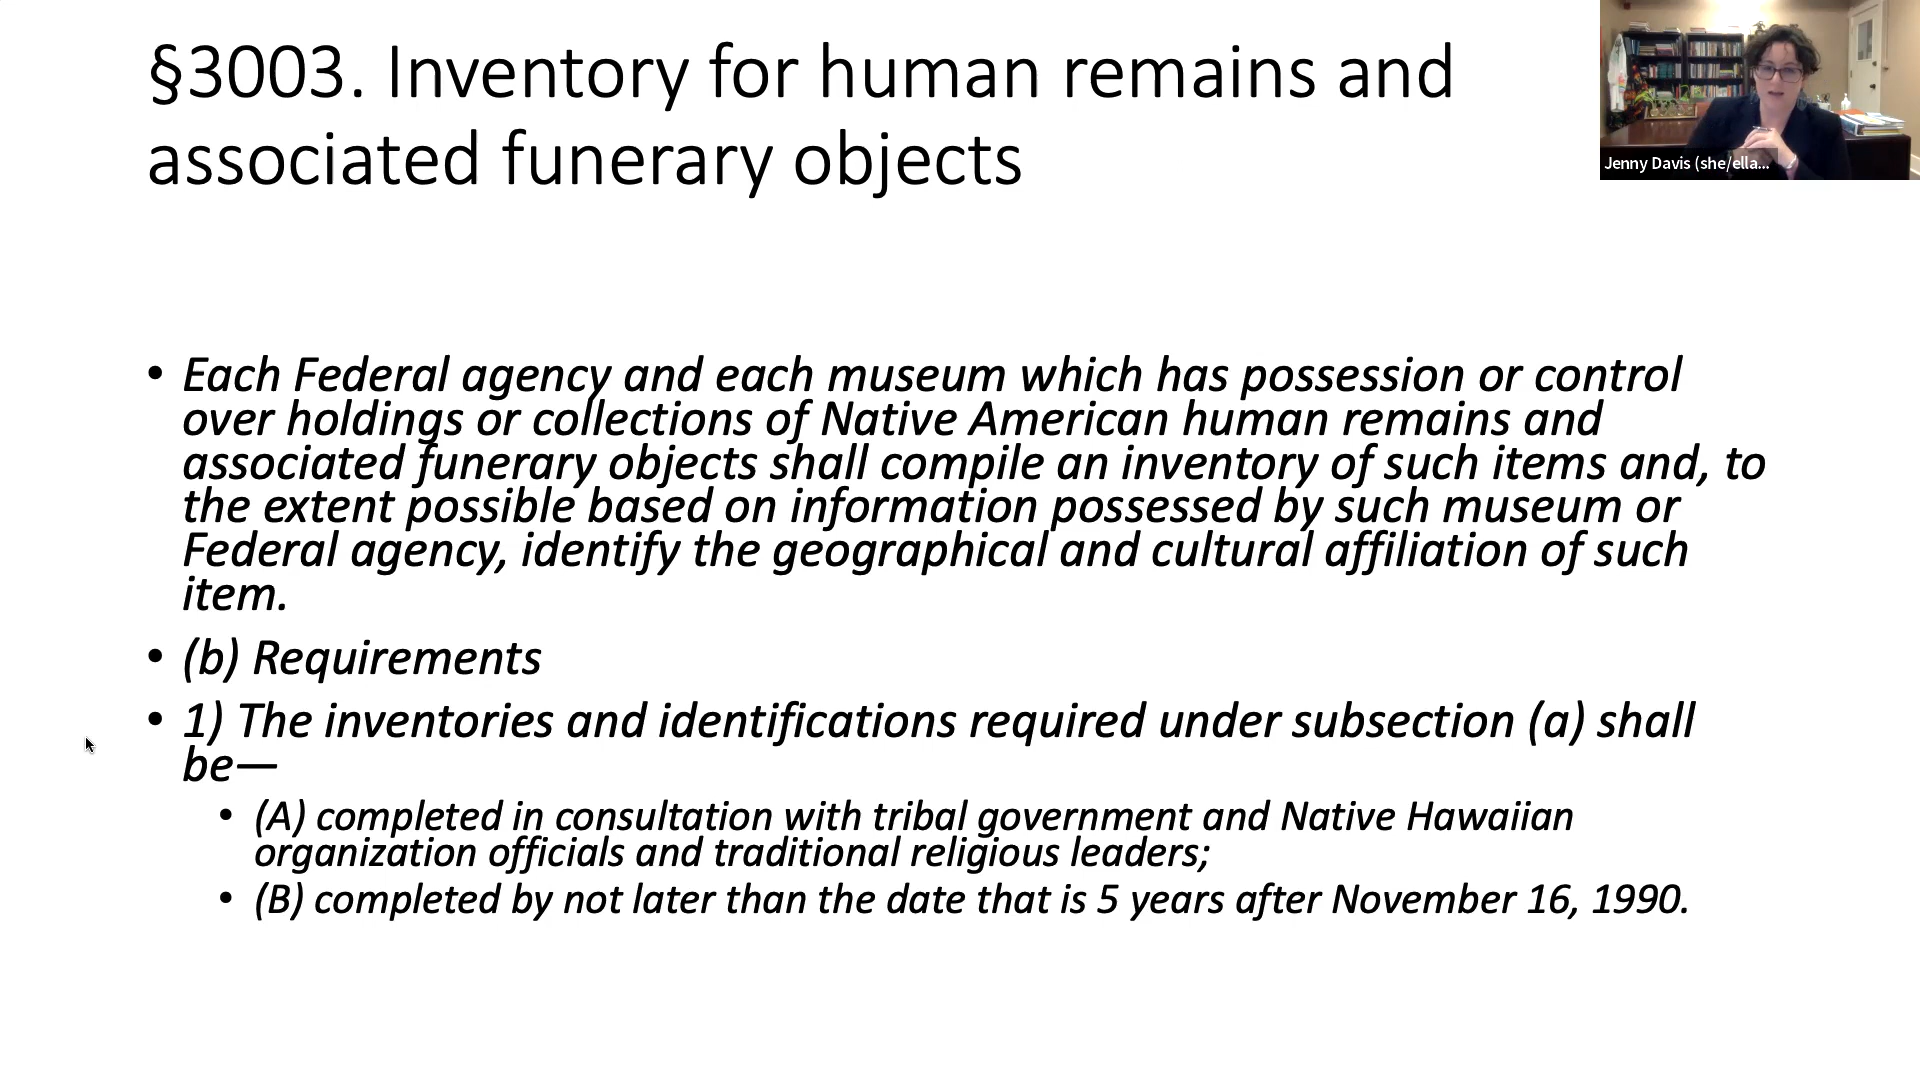 §3003. Inventory for human remains and
associated funerary objects
Jenny Davis (she/ella...
• Each Federal agency and each museum which has possession or control
over holdings or collections of Native American human remains and
associated funerary objects shall compile an inventory of such items and, to
the extent possible based on information possessed by such museum or
Federal agency, identify the geographical and cultural affiliation of such
item.
• (b) Requirements
• 1) The inventories and identifications required under subsection (a) shall
be—
• (A) completed in consultation with tribal government and Native Hawaiian
organization officials and traditional religious leaders;
• (B) completed by not later than the date that is 5 years after November 16, 1990.